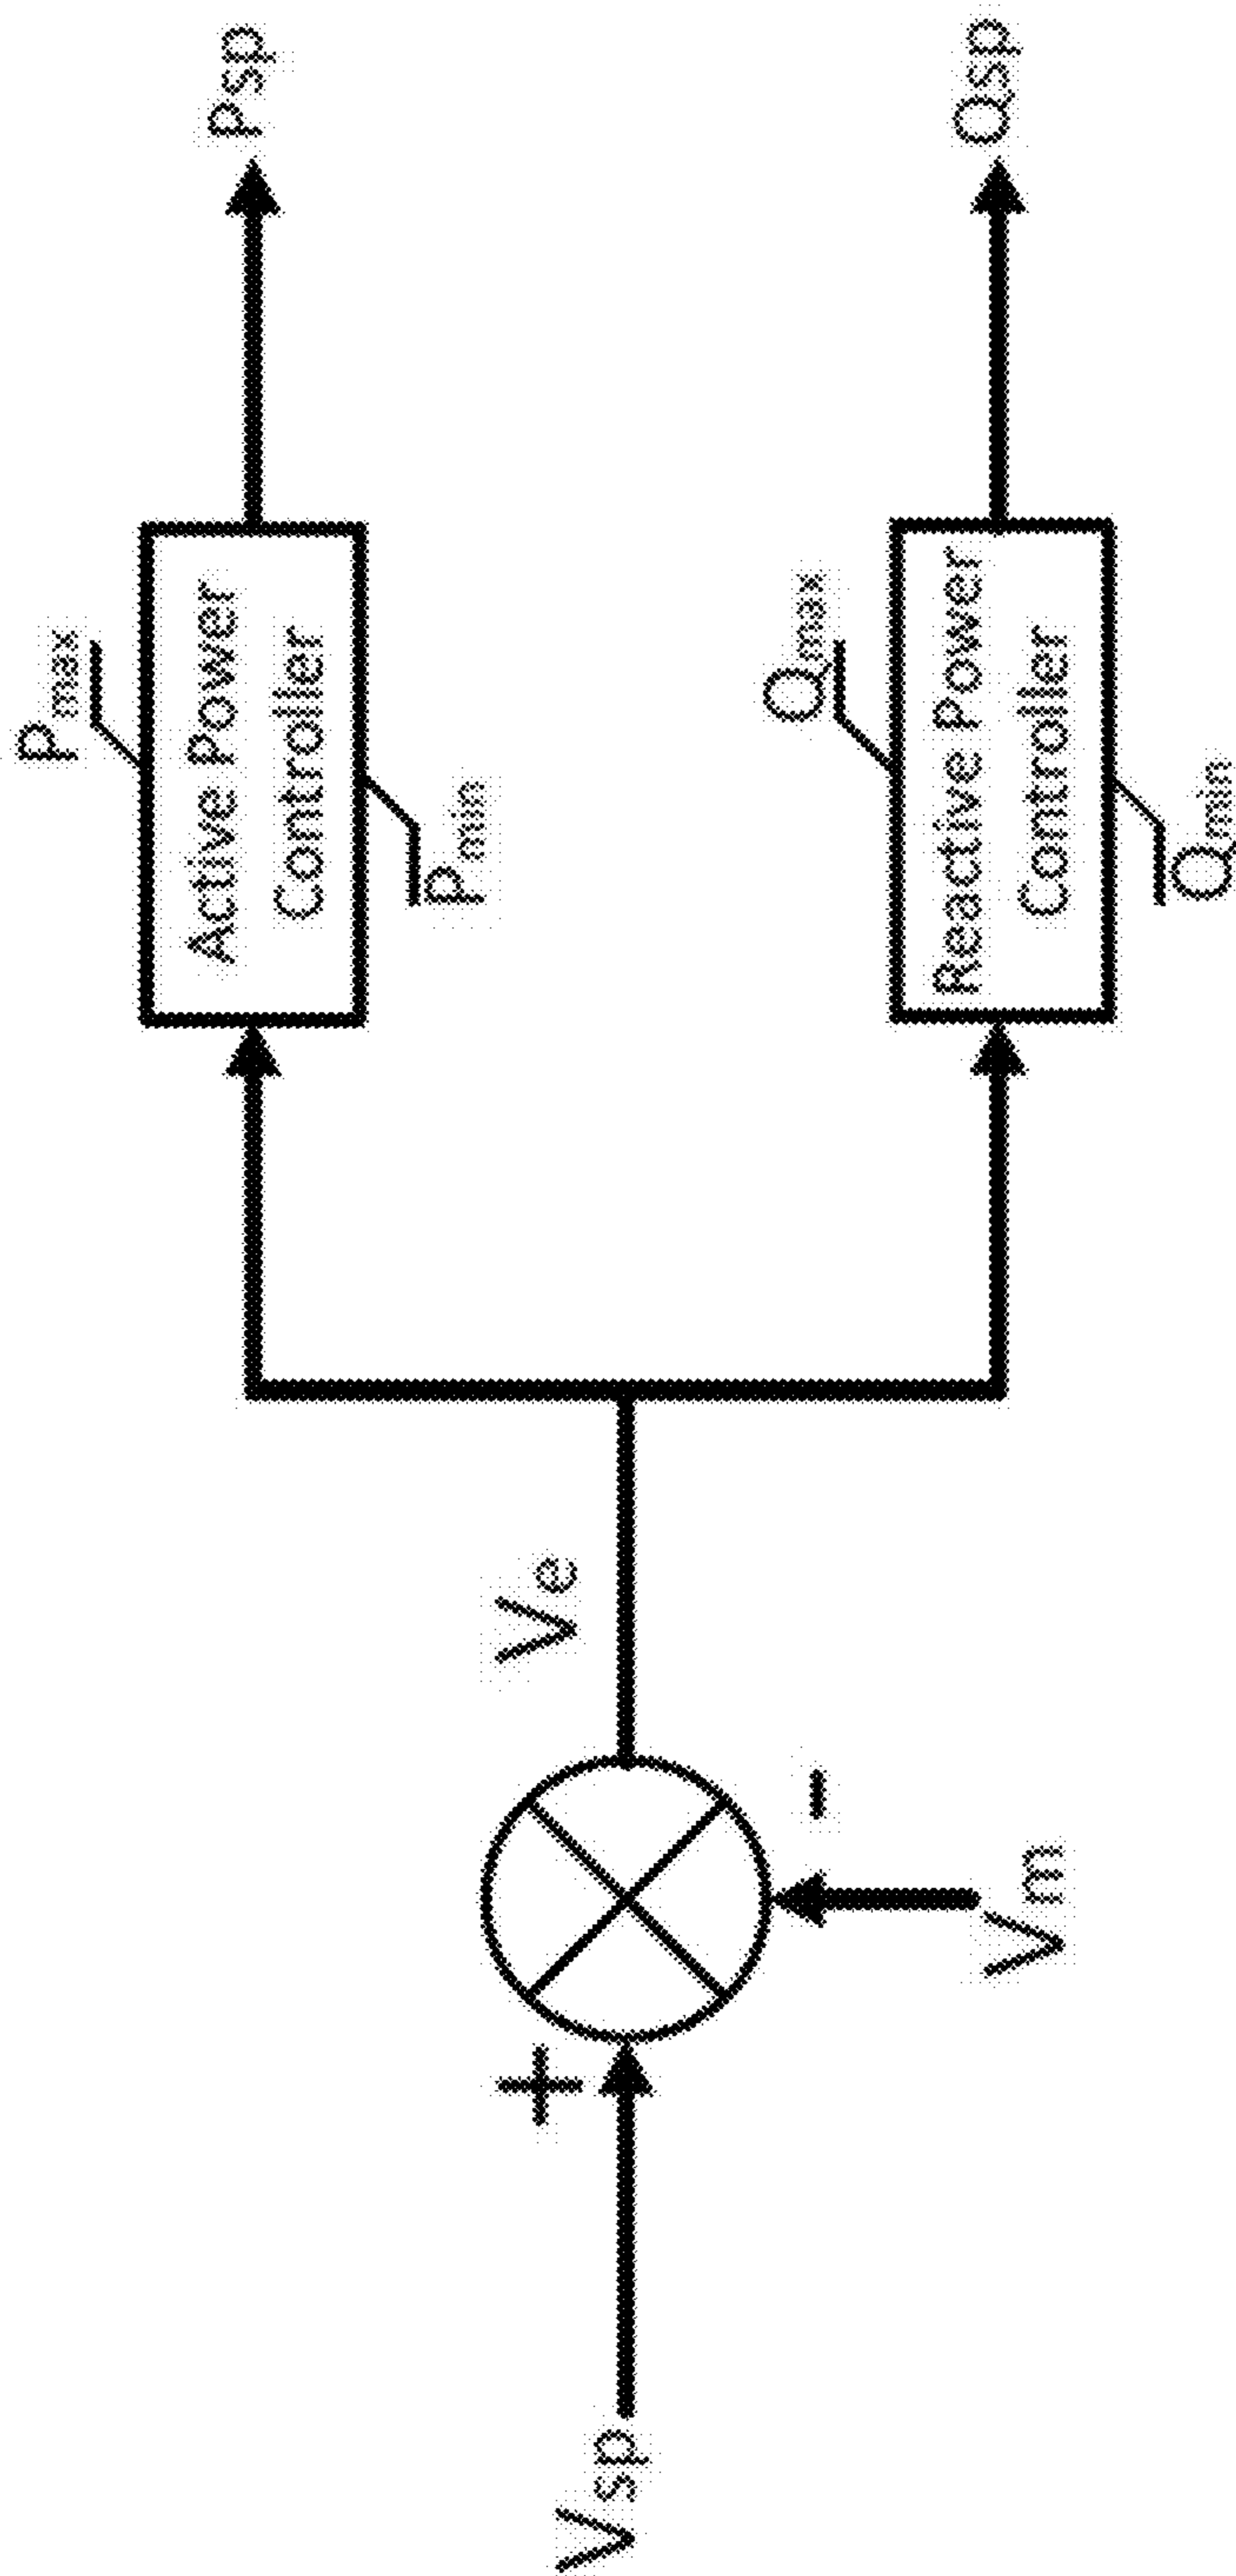 Vsp
+
Vm
-
Ve
Pmax
Active Power
Controller
Pmin
Psp
Qmax
Reactive Power
Controller
Qmin
Qsp